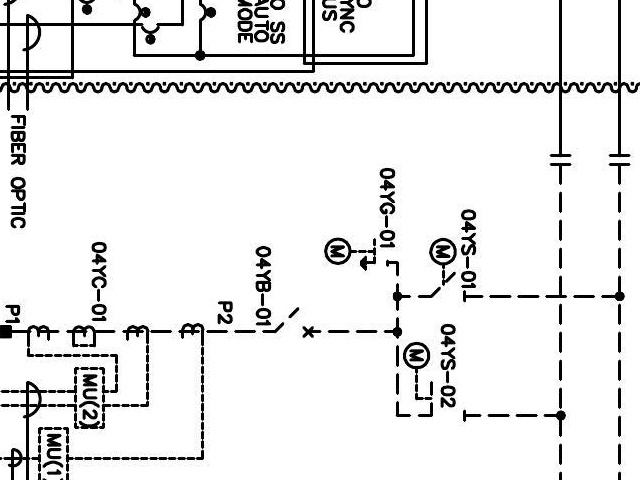 O SS
AUTO
MODE
O
YNC
US
FIBER OPTIC
04YG-01
M
04YS-01
M
04YC-01
04YB-01
P2
P1
04YS-02
M
MU(2)
MU(1